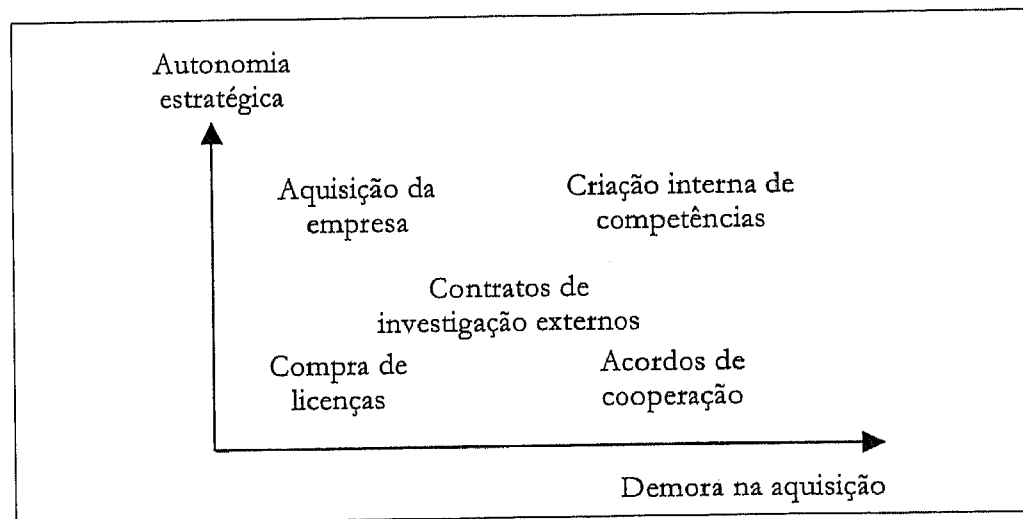 Autonomia
estratégica
Aquisição da
empresa
Criação interna de
competências
Contratos de
investigação externos
Compra de
licenças
Acordos de
cooperação
Demora na aquisição